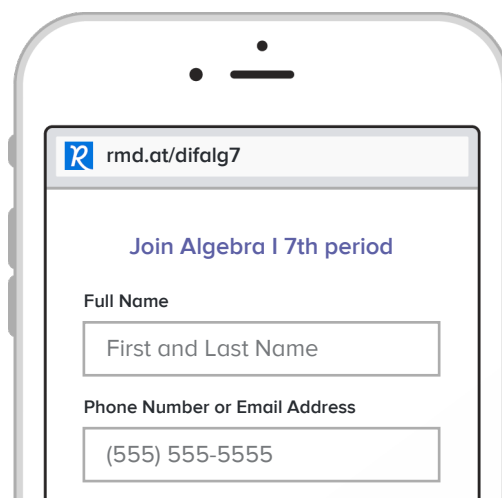 rmd.at/difalg7
Join Algebra I 7th period
Full Name
First and Last Name
Phone Number or Email Address
(555) 555-5555